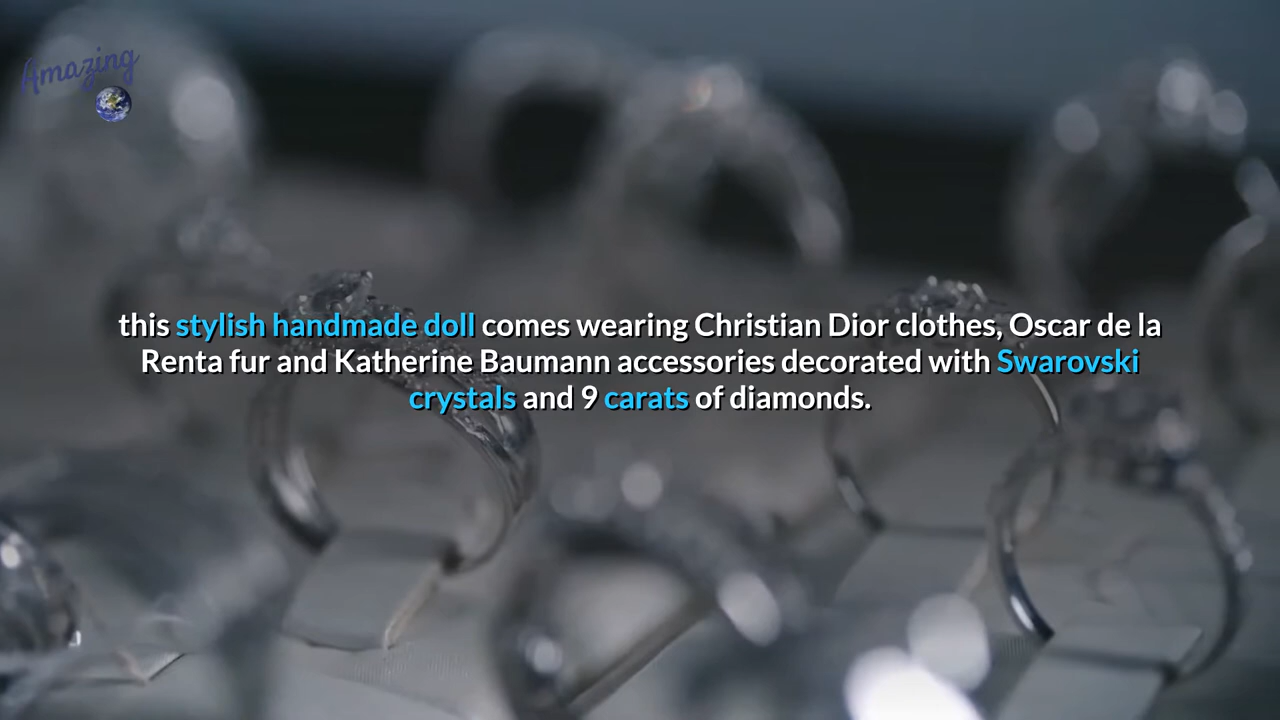 Amazing
this stylish handmade doll comes wearing Christian Dior clothes, Oscar de la
Renta fur and Katherine Baumann accessories decorated with Swarovski
crystals and 9 carats of diamonds.